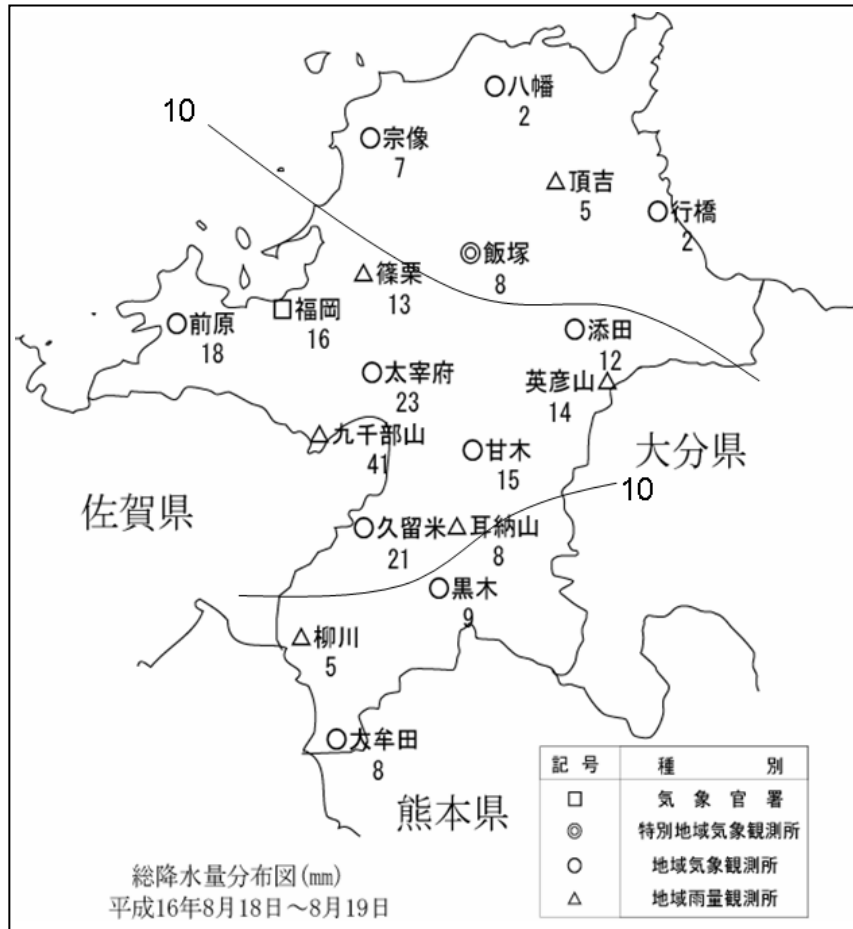 八幡
2
10
宗像
7
頂吉
5
行橋
2
飯塚
8
篠栗
13
福岡
16
前原
18
添田
12
太宰府
23
英彦山
14
九千部山
41
甘木
15
大分県
佐賀県
10
久留米
21
耳納山
8
黒木
9
柳川
5
大牟田
8
熊本県
記号 種別
□ 気象官署
◎ 特別地域気象観測所
○ 地域気象観測所
△ 地域雨量観測所
総降水量分布図(mm)
平成16年8月18日~8月19日